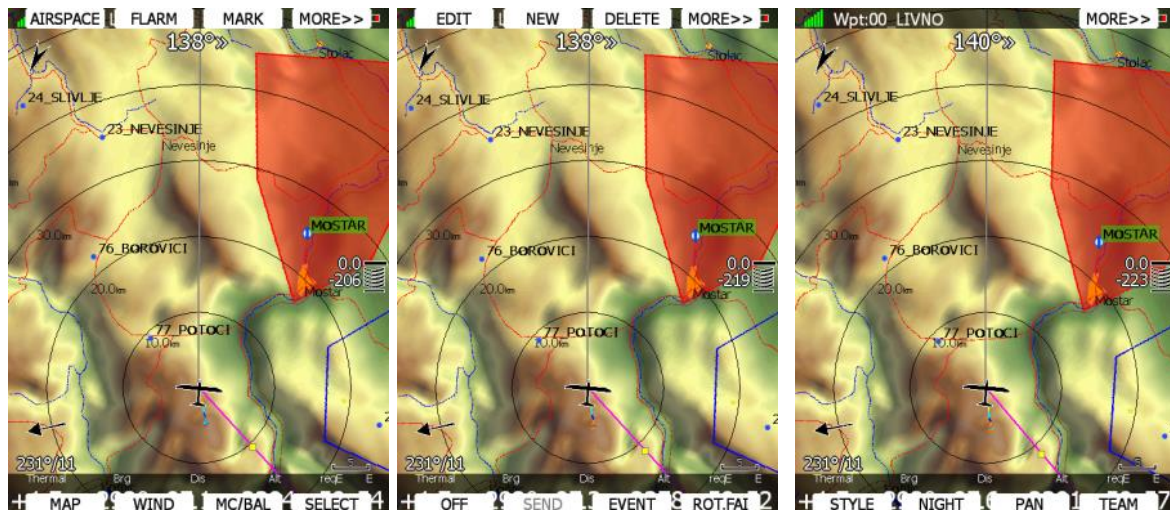 AIRSPACE FLARM MARK MORE>>
138°»
Stolac
24_SLIVLJE
23_NEVESINJE
Nevesinje
MOSTAR
30.0km
76_BOROVICI
0.0
-206
20.0km
Mostar
77_POTOCI
10.0km
231°/11
5
Thermal Brg Dis Alt reqE E
MAP WIND MC/BAL SELECT
EDIT NEW DELETE MORE>>
138°»
Stolac
24_SLIVLJE
23_NEVESINJE
Nevesinje
MOSTAR
30.0km
76_BOROVICI
0.0
-219
20.0km
Mostar
77_POTOCI
10.0km
231°/11
5
Thermal Brg Dis Alt reqE E
OFF SEND EVENT ROT.FAI
Wpt:00 LIVNO MORE>>
140°»
Stolac
24_SLIVLJE
23_NEVESINJE
Nevesinje
MOSTAR
30.0km
76_BOROVICI
0.0
-223
20.0km
Mostar
77_POTOCI
10.0km
231°/11
5
Thermal Brg Dis Alt reqE E
STYLE NIGHT PAN TEAM